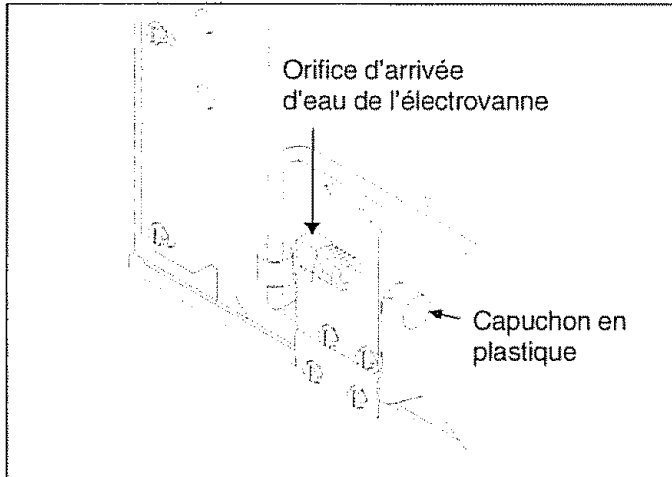 Orifice d'arrivée
d'eau de l'électrovanne
Capuchon en
plastique